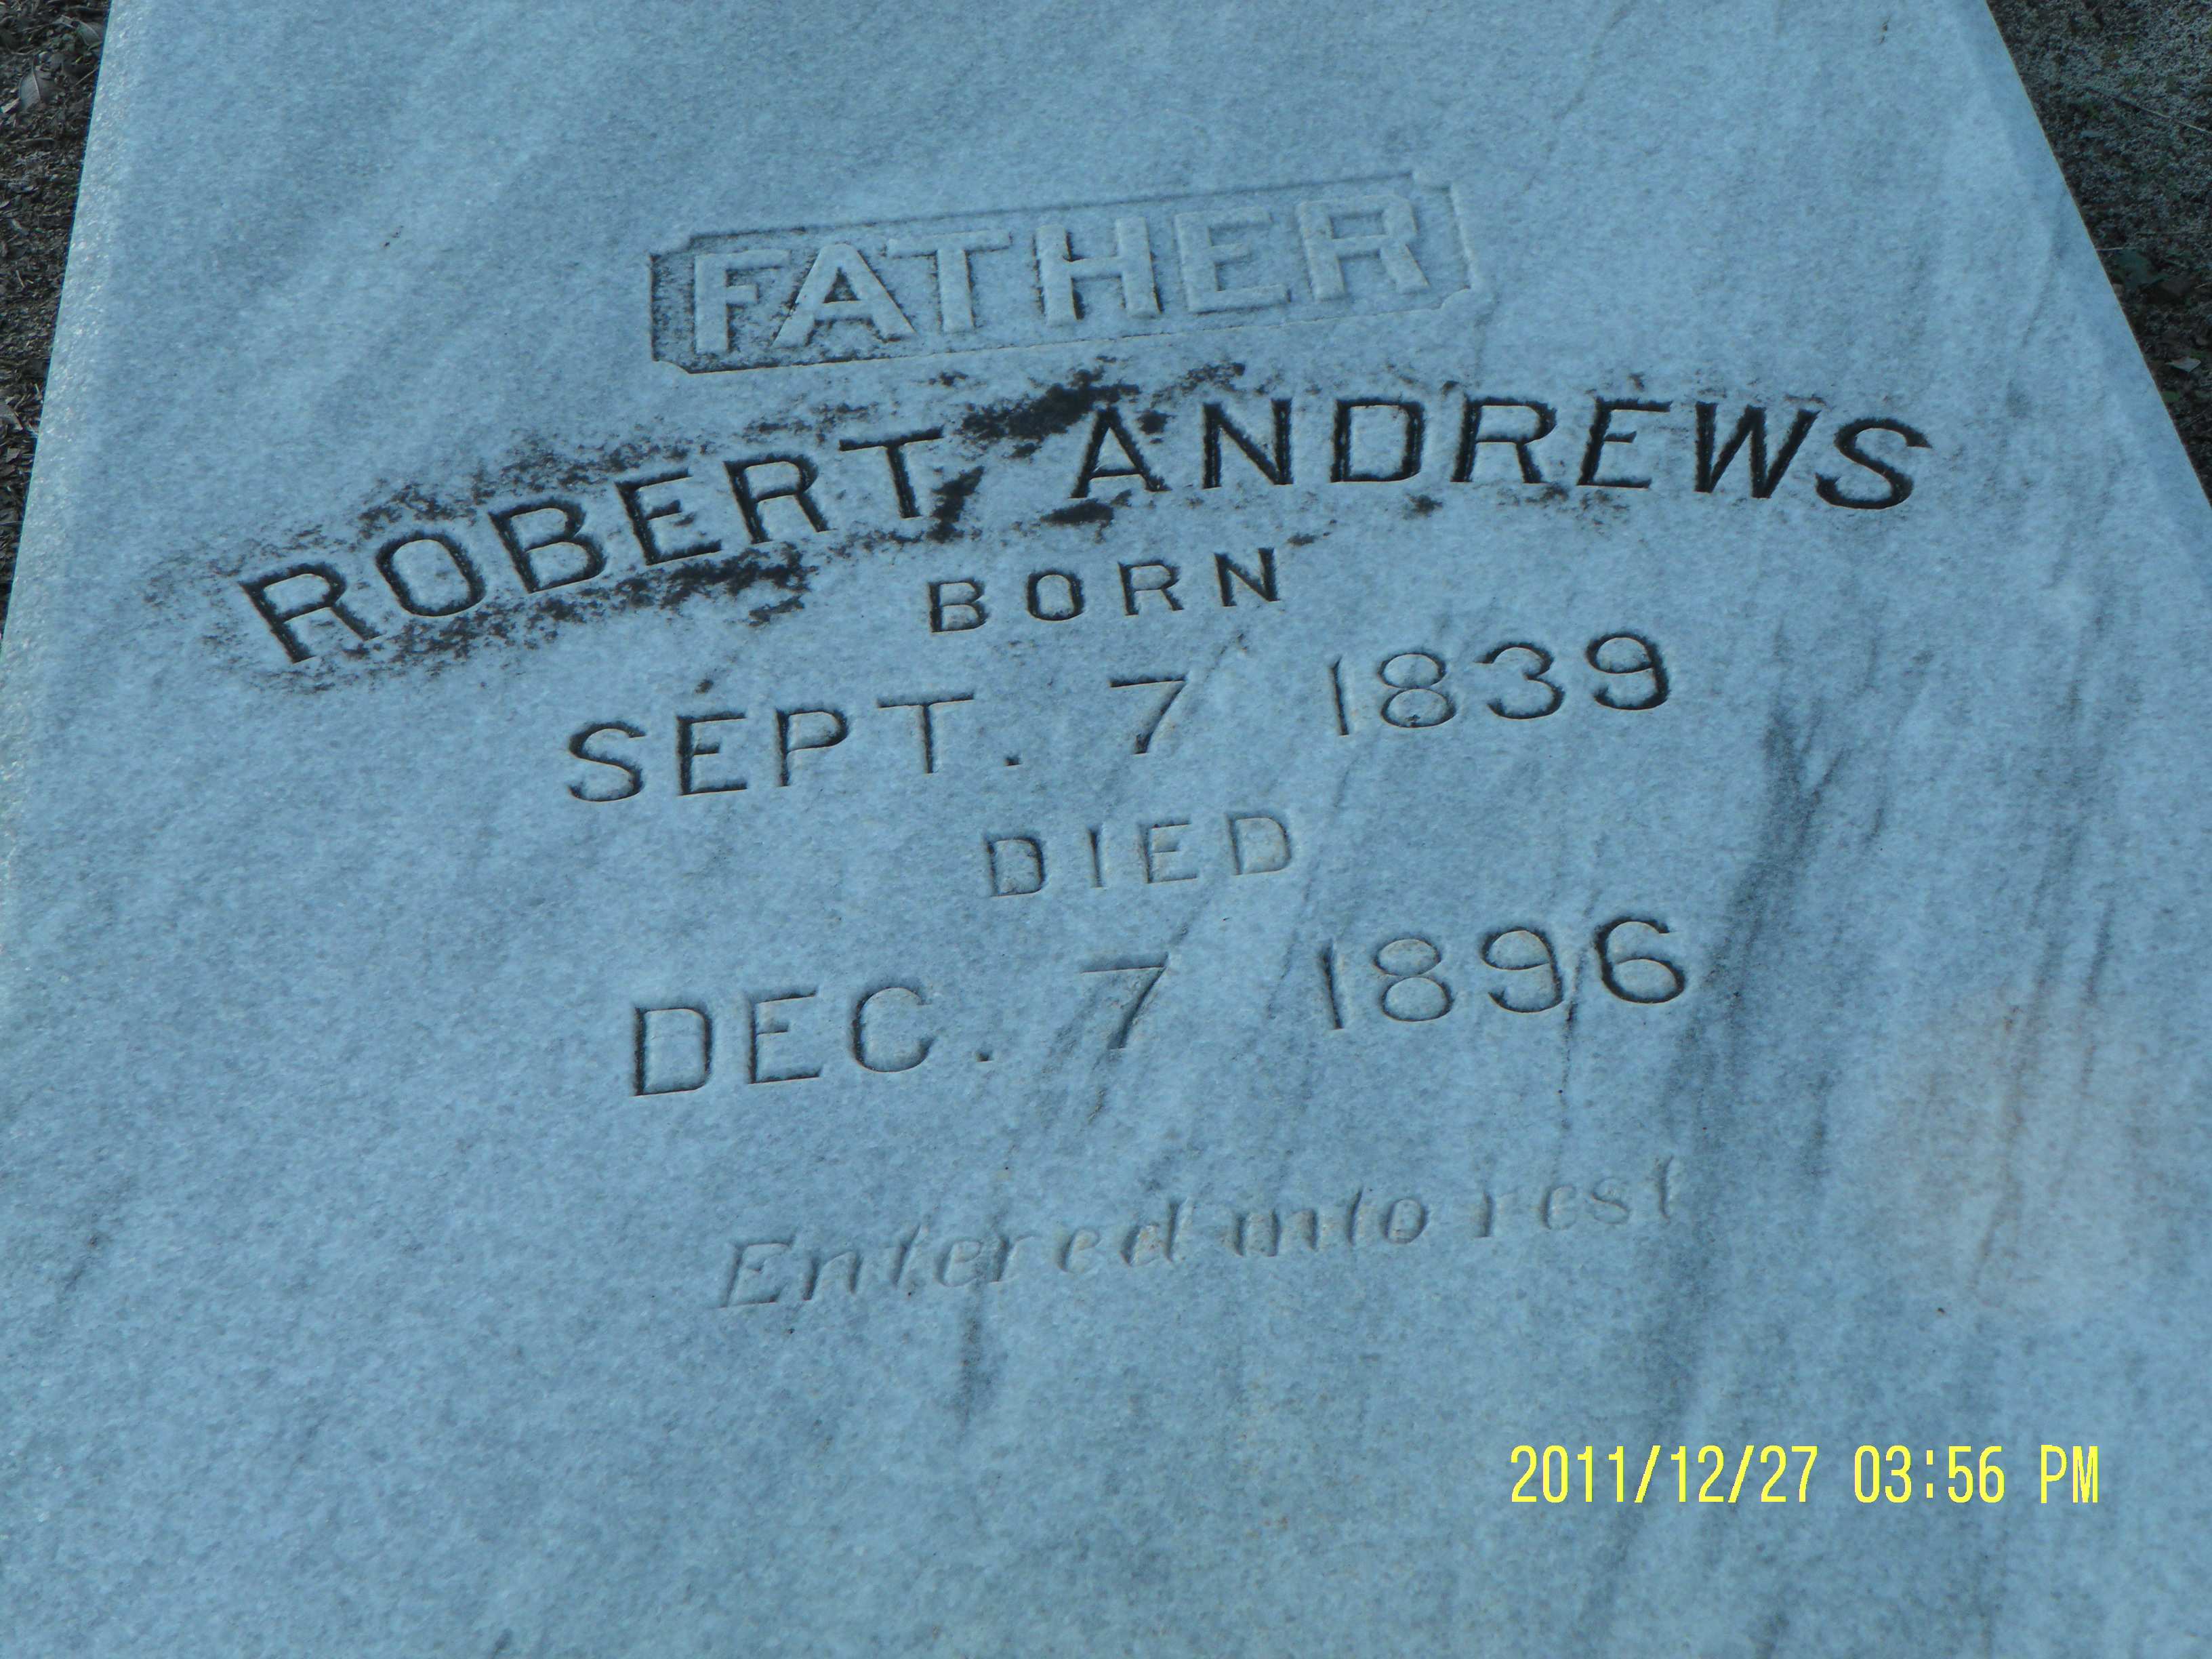 FATHER
ROBERT ANDREWS
BORN
SEPT. 7 1839
DIED
DEC. 7 1896
Entered into rest
2011/12/27 03:56 PM